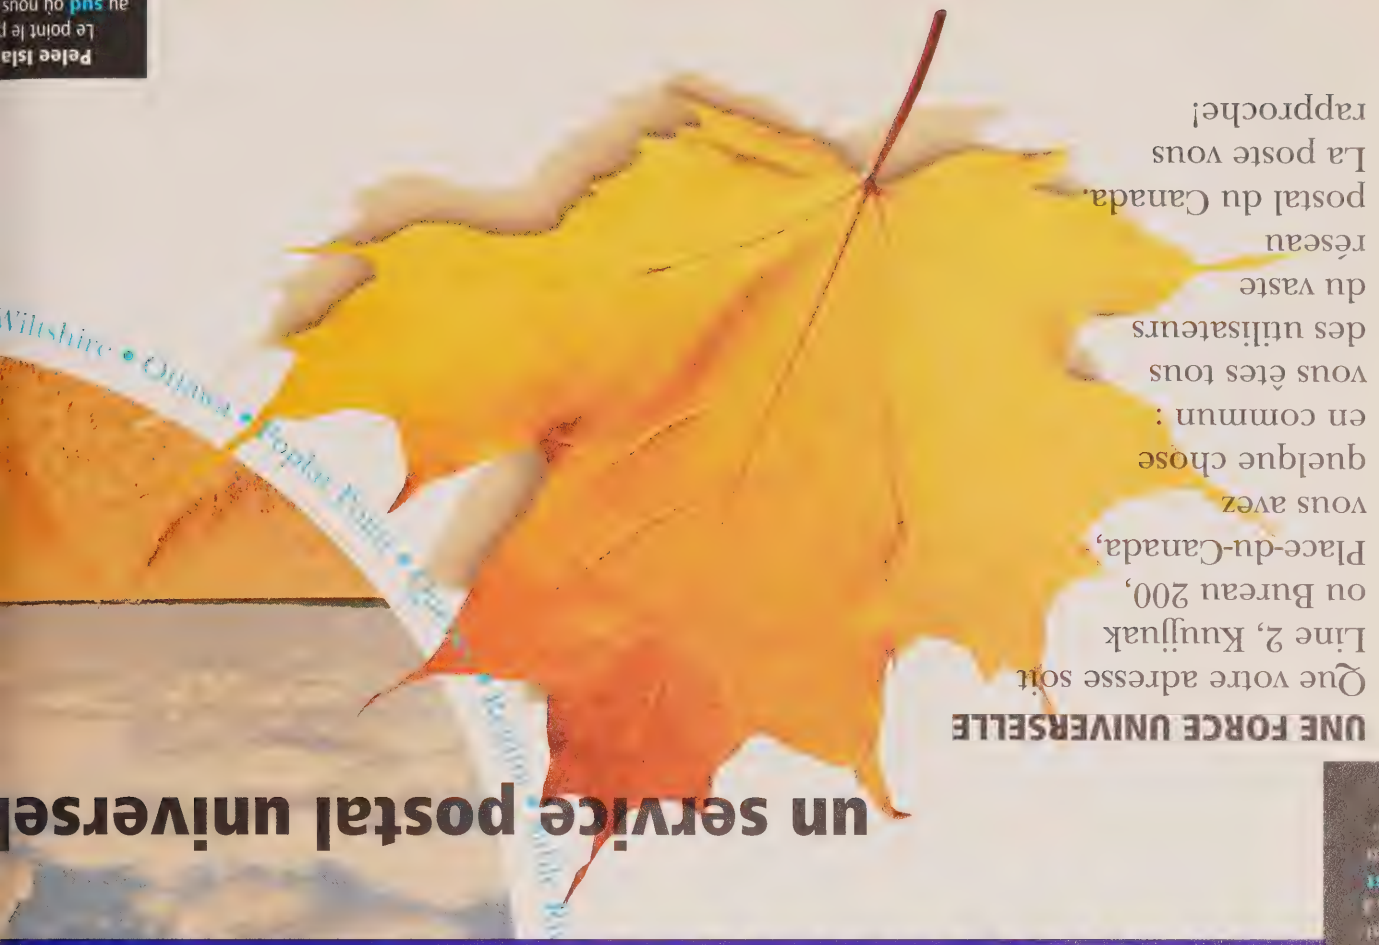 un service postal universel
UNE FORCE UNIVERSELLE
Que votre adresse soit
Line 2, Kuujjuak
ou Bureau 200,
Place-du-Canada,
vous avez
quelque chose
en commun :
vous êtes tous
des utilisateurs
du vaste
réseau
postal du Canada.
La poste vous
rapproche!
Wiltshire • Ottawa • Poplar Point •
Pelee Isla
Le point le p
au sud où nous